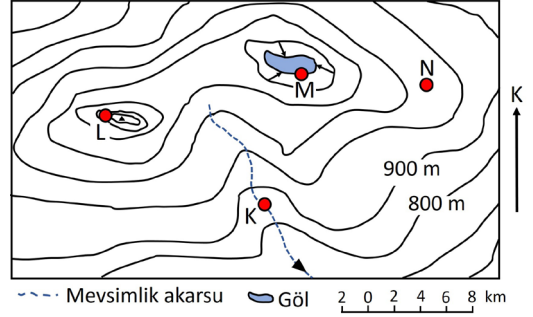 N
M
K
L
900 m
800 m
K
Mevsimlik akarsu
Göl
2 0 2 4 6 8 km